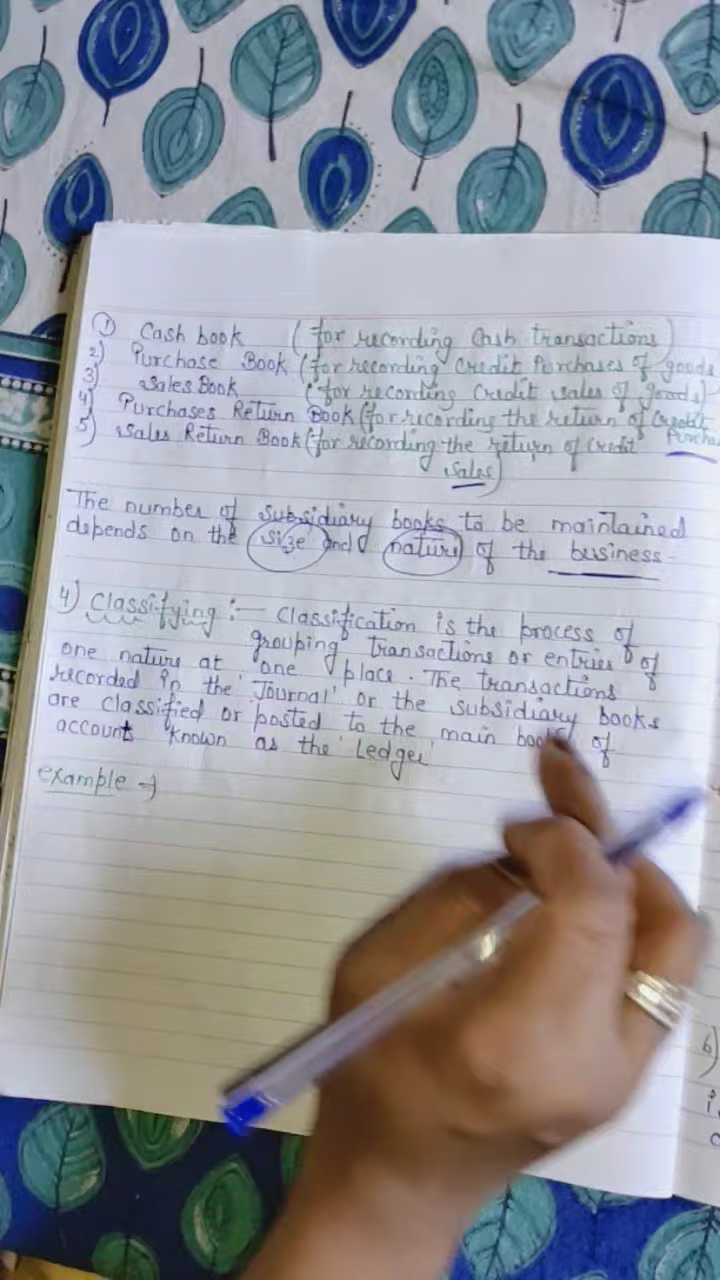 ① Cash book (for recording Cash transactions)
2) Purchase Book (for recording Credit Purchases of goods
3) Sales Book (for recording Credit sales of goods)
4) Purchases Return Book (for recording the return of Credit
5) Sales Return Book (for recording the return of Credit
Sales)
The number of subsidiary books to be maintained
depends on the size and nature of the business
4) Classifying :- Classification is the process of
grouping transactions or entries of
one nature at one place. The transactions
recorded in the 'Journal' or the subsidiary books
are classified or posted to the main book of
accounts known as the 'Ledger'
example →
6)